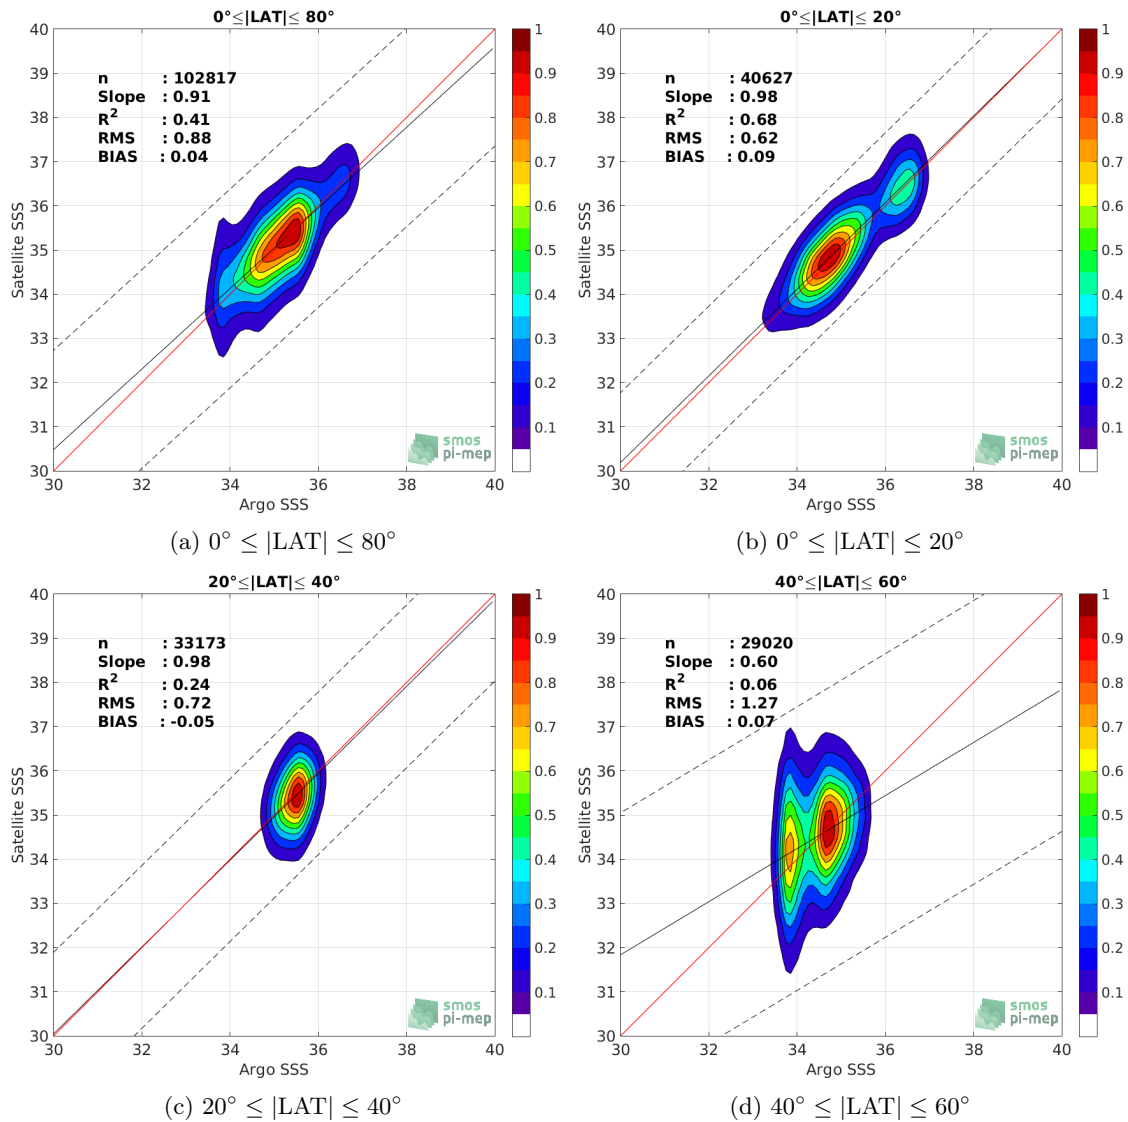 0°≤|LAT|≤ 80°
40
39
38
37
36
35
34
33
32
31
30
Satellite SSS
n : 102817
Slope : 0.91
R2 : 0.41
RMS : 0.88
BIAS : 0.04
1
0.9
0.8
0.7
0.6
0.5
0.4
0.3
0.2
0.1
smos
pi-mep
30 32 34 36 38 40
Argo SSS
(a) 0° ≤ |LAT| ≤ 80°
0°≤|LAT|≤ 20°
40
39
38
37
36
35
34
33
32
31
30
Satellite SSS
n : 40627
Slope : 0.98
R2 : 0.68
RMS : 0.62
BIAS : 0.09
1
0.9
0.8
0.7
0.6
0.5
0.4
0.3
0.2
0.1
smos
pi-mep
30 32 34 36 38 40
Argo SSS
(b) 0° ≤ |LAT| ≤ 20°
20°≤|LAT|≤ 40°
40
39
38
37
36
35
34
33
32
31
30
Satellite SSS
n : 33173
Slope : 0.98
R2 : 0.24
RMS : 0.72
BIAS : -0.05
1
0.9
0.8
0.7
0.6
0.5
0.4
0.3
0.2
0.1
smos
pi-mep
30 32 34 36 38 40
Argo SSS
(c) 20° ≤ |LAT| ≤ 40°
40°≤|LAT|≤ 60°
40
39
38
37
36
35
34
33
32
31
30
Satellite SSS
n : 29020
Slope : 0.60
R2 : 0.06
RMS : 1.27
BIAS : 0.07
1
0.9
0.8
0.7
0.6
0.5
0.4
0.3
0.2
0.1
smos
pi-mep
30 32 34 36 38 40
Argo SSS
(d) 40° ≤ |LAT| ≤ 60°